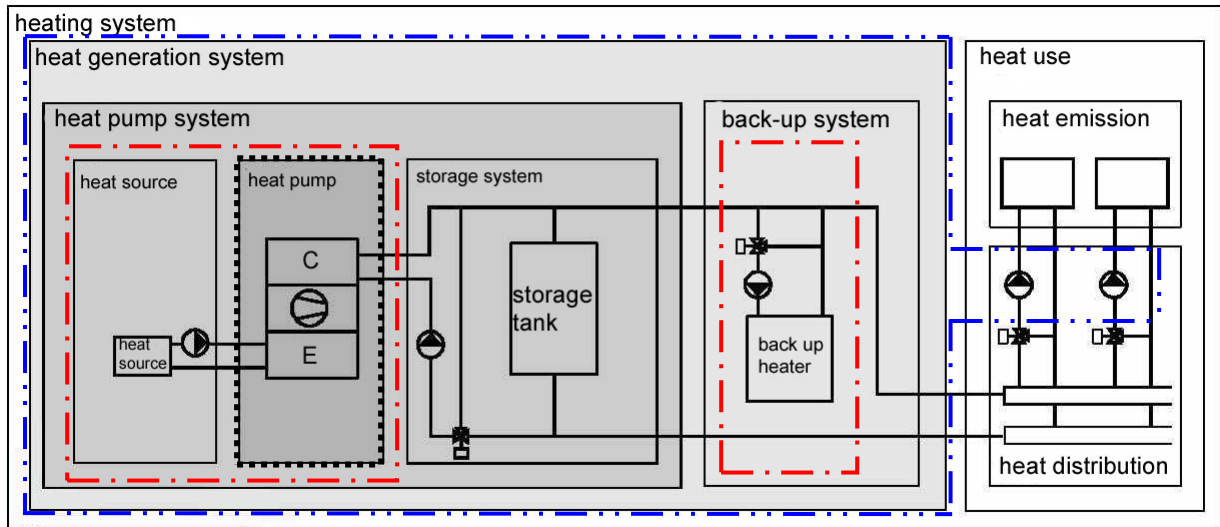 heating system
heat generation system
heat use
heat pump system
back-up system
heat emission
heat source
heat pump
storage system
C
storage
tank
heat
source
E
back up
heater
heat distribution